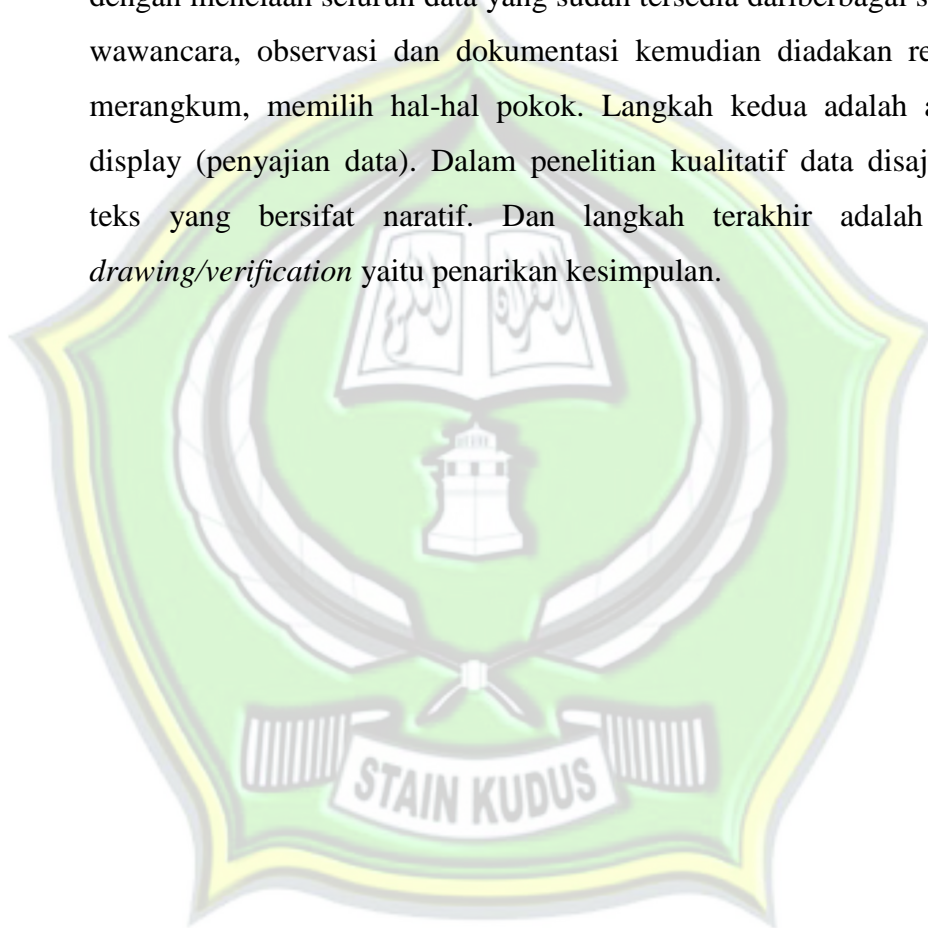 dengan menelaah seluruh data yang sudah tersedia dariberbagai
wawancara, observasi dan dokumentasi kemudian diadakan
merangkum, memilih hal-hal pokok. Langkah kedua adalah
display (penyajian data). Dalam penelitian kualitatif data
teks yang bersifat naratif. Dan langkah terakhir adalah
drawing/verification yaitu penarikan kesimpulan.
STAIN KUDUS